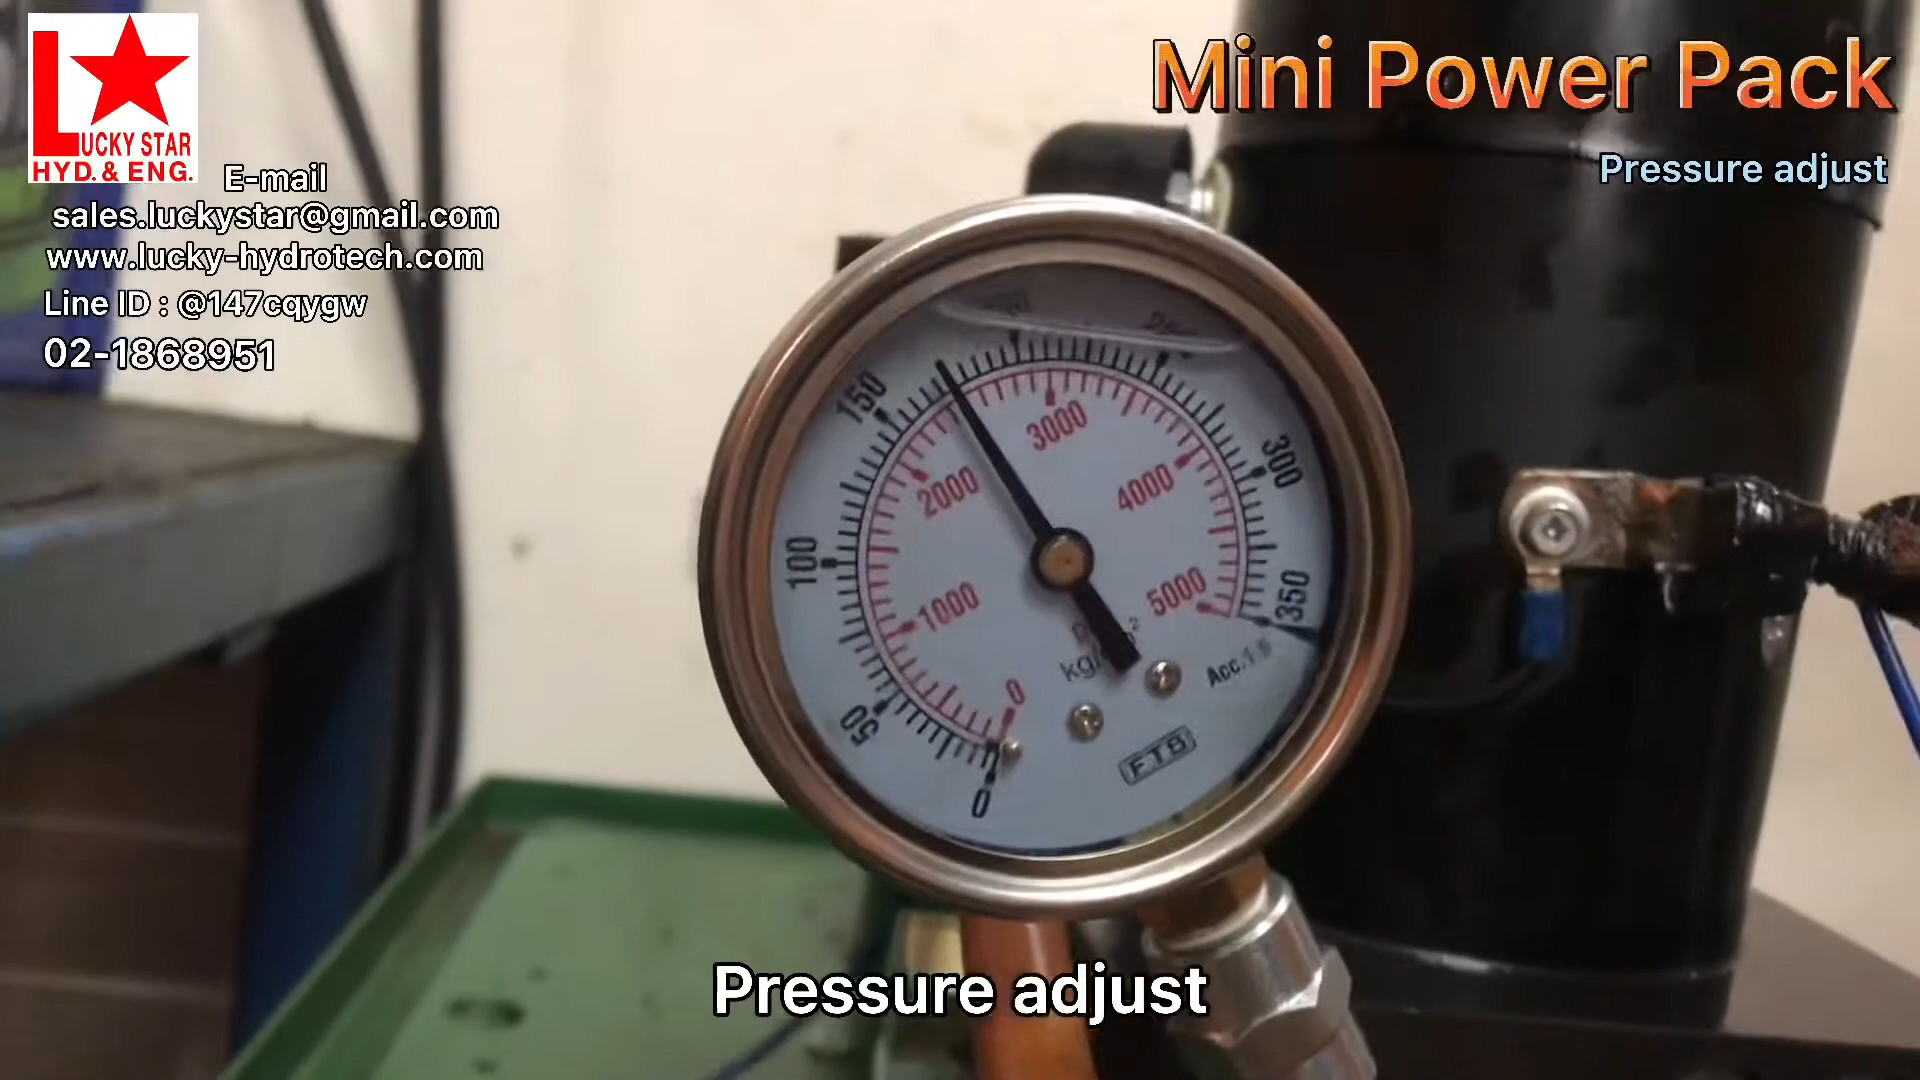 LUCKY STAR
HYD. & ENG.
E-mail
sales.luckystar@gmail.com
www.lucky-hydrotech.com
Line ID : @147cqygw
02-1868951
Mini Power Pack
Pressure adjust
0
50
100
150
300
350
0
1000
2000
3000
4000
5000
Acc.1.5
F.T.B
Pressure adjust